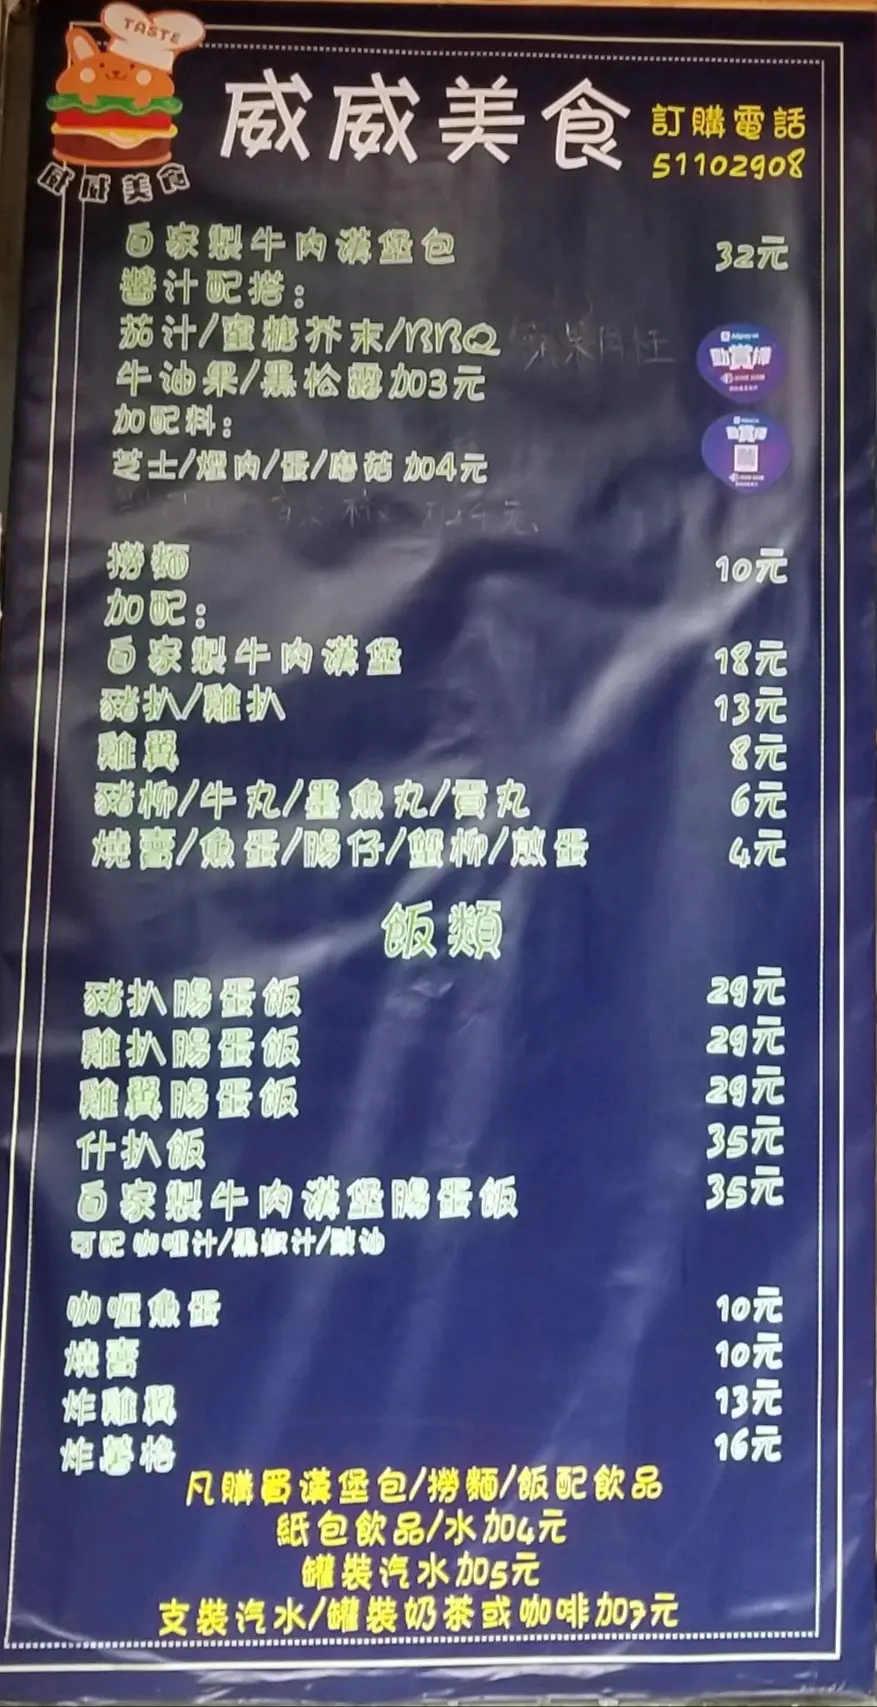 TASTE
威威美食
威威美食
訂購電話
51102908
自家製牛肉漢堡包 32元
醬汁配搭：
茄汁/蜜糖芥末/BBQ
牛油果/黑松露加3元
加配料：
芝士/煙肉/蛋/磨菇 加4元
撈麵 10元
加配：
自家製牛肉漢堡 18元
豬扒/雞扒 13元
雞翼 8元
豬柳/牛丸/墨魚丸/貢丸 6元
燒賣/魚蛋/腸仔/蟹柳/煎蛋 4元
飯類
豬扒腸蛋飯 29元
雞扒腸蛋飯 29元
雞翼腸蛋飯 29元
什扒飯 35元
自家製牛肉漢堡腸蛋飯 35元
可配 咖喱汁/黑椒汁/豉油
咖喱魚蛋 10元
燒賣 10元
炸雞翼 13元
炸薯格 16元
凡購買漢堡包/撈麵/飯配飲品
紙包飲品/水加4元
罐裝汽水加5元
支裝汽水/罐裝奶茶或咖啡加7元